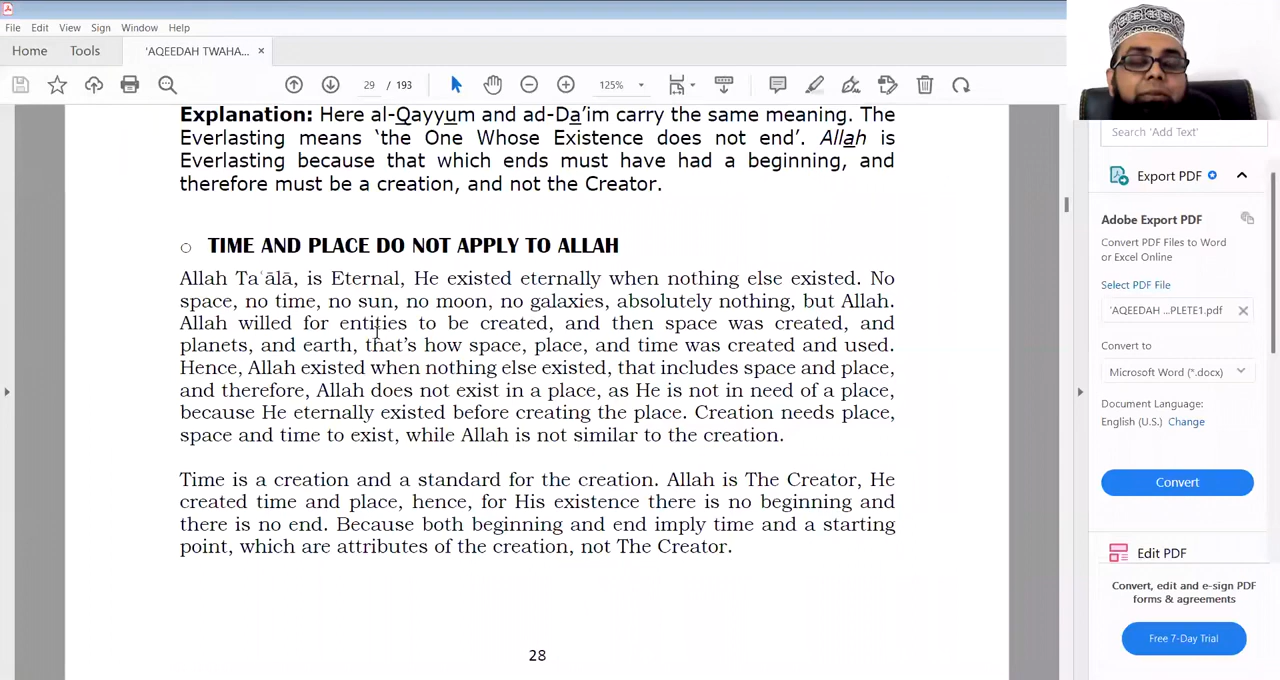 File Edit View Sign Window Help
Home Tools 'AQEEDAH TWAHA... ×
29 / 193 125%
Explanation: Here al-Qayyum and ad-Da'im carry the same meaning. The
Everlasting means 'the One Whose Existence does not end'. Allah is
Everlasting because that which ends must have had a beginning, and
therefore must be a creation, and not the Creator.
○ TIME AND PLACE DO NOT APPLY TO ALLAH
Allah Taʿālā, is Eternal, He existed eternally when nothing else existed. No
space, no time, no sun, no moon, no galaxies, absolutely nothing, but Allah.
Allah willed for entities to be created, and then space was created, and
planets, and earth, that's how space, place, and time was created and used.
Hence, Allah existed when nothing else existed, that includes space and place,
and therefore, Allah does not exist in a place, as He is not in need of a place,
because He eternally existed before creating the place. Creation needs place,
space and time to exist, while Allah is not similar to the creation.
Time is a creation and a standard for the creation. Allah is The Creator, He
created time and place, hence, for His existence there is no beginning and
there is no end. Because both beginning and end imply time and a starting
point, which are attributes of the creation, not The Creator.
28
Search 'Add Text'
Export PDF
Adobe Export PDF
Convert PDF Files to Word
or Excel Online
Select PDF File
'AQEEDAH ...PLETE1.pdf ×
Convert to
Microsoft Word (*.docx)
Document Language:
English (U.S.) Change
Convert
Edit PDF
Convert, edit and e-sign PDF
forms & agreements
Free 7-Day Trial